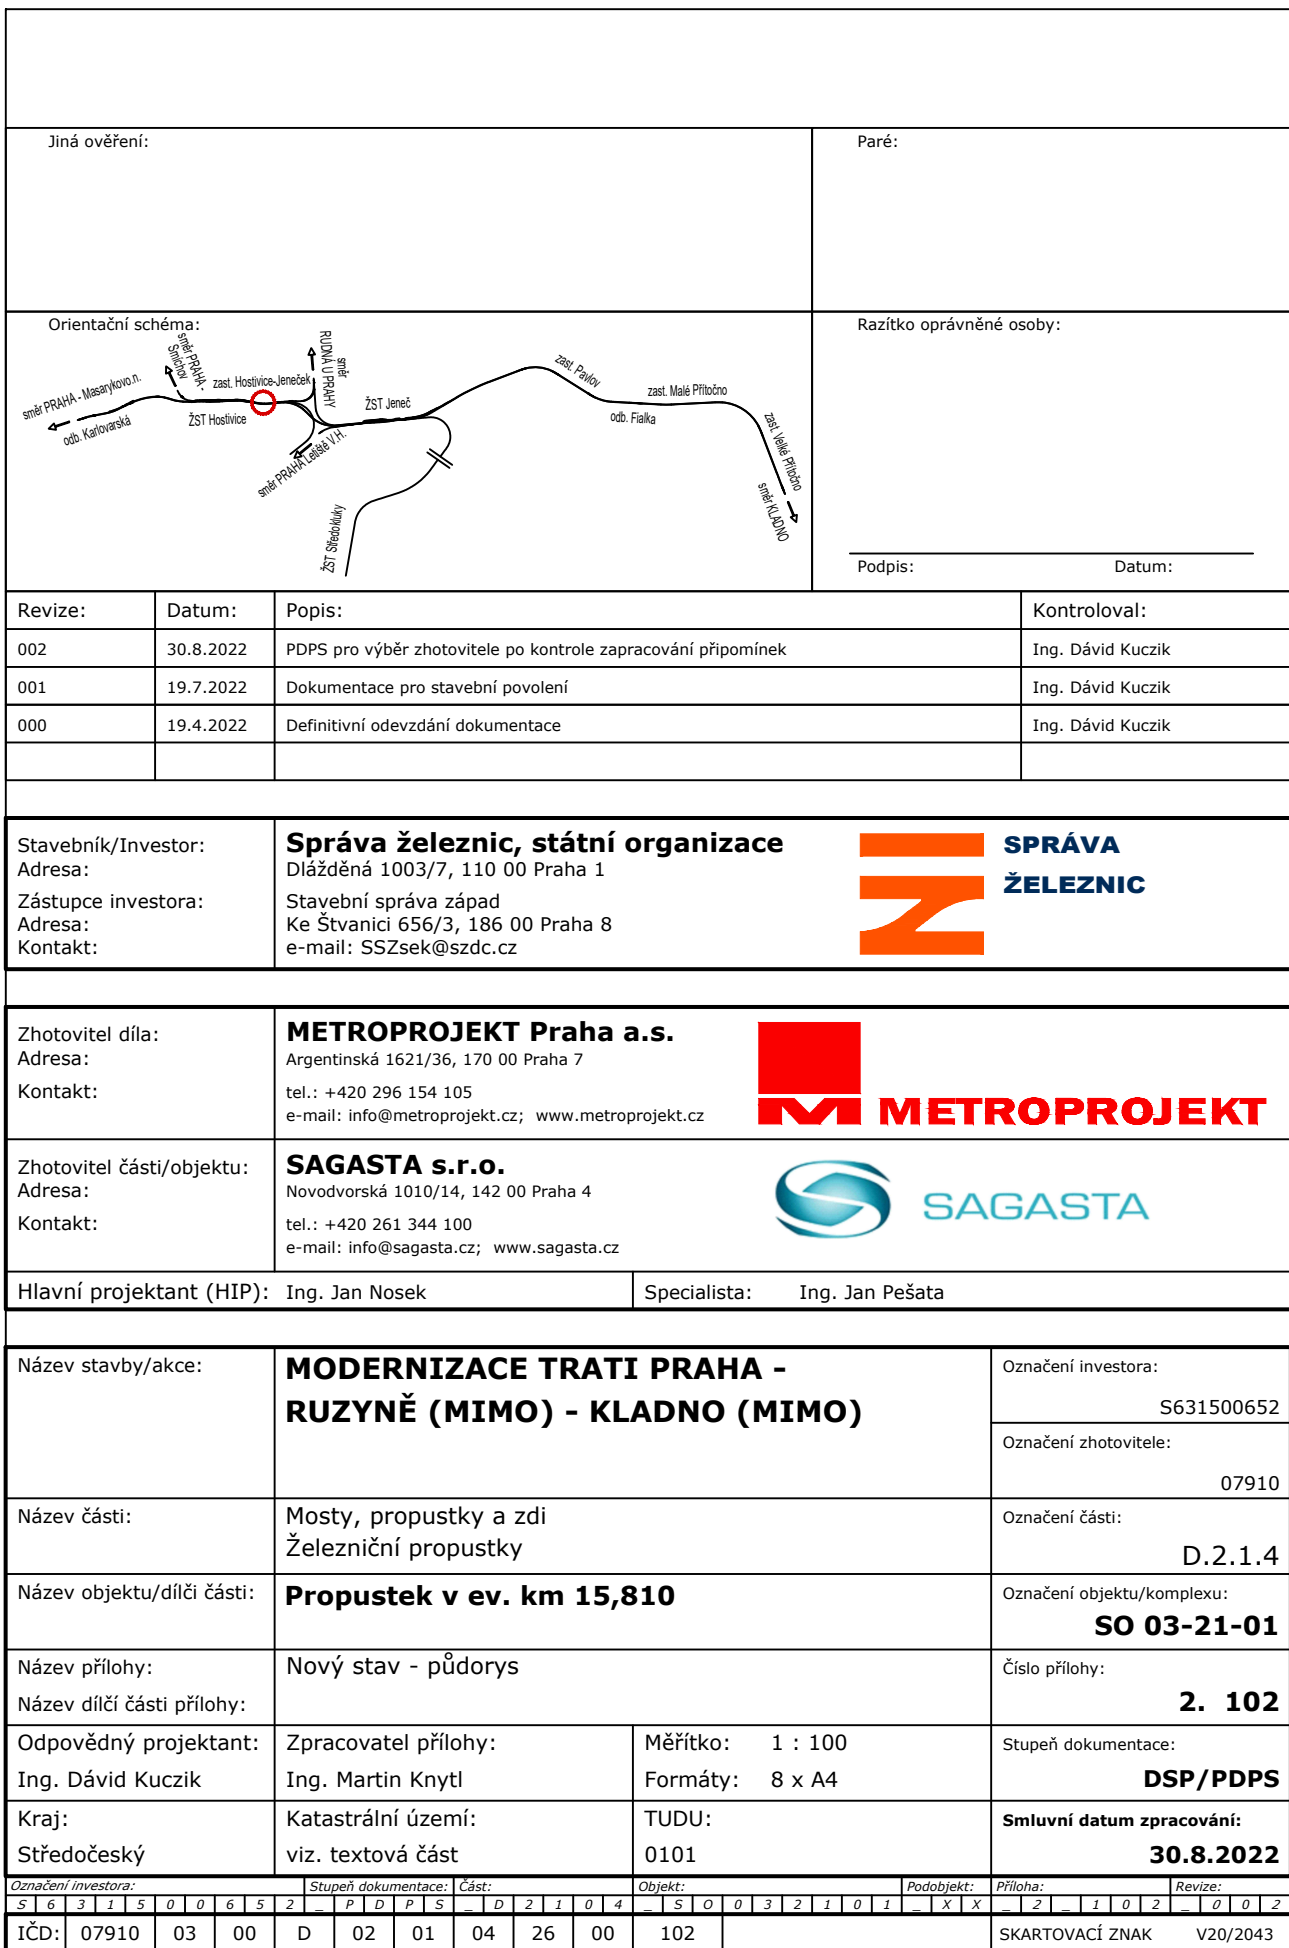 Jiná ověření:
Paré:
Orientační schéma:
Razítko oprávněné osoby:
směr PRAHA - Masarykovo.n.
odb. Karlovarská
směr PRAHA -
Smíchov
zast. Hostivice-Jeneček
ŽST Hostivice
směr
RUDNÁ U PRAHY
ŽST Jeneč
směr PRAHA Letiště V.H.
ŽST Středokluky
zast. Pavlov
odb. Fialka
zast. Malé Přítočno
zast. Velké Přítočno
směr KLADNO
Podpis: Datum:
Revize: Datum: Popis: Kontroloval:
002 30.8.2022 PDPS pro výběr zhotovitele po kontrole zapracování připomínek Ing. Dávid Kuczik
001 19.7.2022 Dokumentace pro stavební povolení Ing. Dávid Kuczik
000 19.4.2022 Definitivní odevzdání dokumentace Ing. Dávid Kuczik
Stavebník/Investor: Správa železnic, státní organizace
Adresa: Dlážděná 1003/7, 110 00 Praha 1
Zástupce investora: Stavební správa západ
Adresa: Ke Štvanici 656/3, 186 00 Praha 8
Kontakt: e-mail: SSZsek@szdc.cz
SPRÁVA
ŽELEZNIC
Zhotovitel díla: METROPROJEKT Praha a.s.
Adresa: Argentinská 1621/36, 170 00 Praha 7
Kontakt: tel.: +420 296 154 105
e-mail: info@metroprojekt.cz; www.metroprojekt.cz
METROPROJEKT
Zhotovitel části/objektu: SAGASTA s.r.o.
Adresa: Novodvorská 1010/14, 142 00 Praha 4
Kontakt: tel.: +420 261 344 100
e-mail: info@sagasta.cz; www.sagasta.cz
SAGASTA
Hlavní projektant (HIP): Ing. Jan Nosek Specialista: Ing. Jan Pešata
Název stavby/akce: MODERNIZACE TRATI PRAHA -
RUZYNĚ (MIMO) - KLADNO (MIMO)
Označení investora:
S631500652
Označení zhotovitele:
07910
Název části: Mosty, propustky a zdi
Železniční propustky
Označení části:
D.2.1.4
Název objektu/dílči části: Propustek v ev. km 15,810
Označení objektu/komplexu:
SO 03-21-01
Název přílohy: Nový stav - půdorys
Název dílčí části přílohy:
Číslo přílohy:
2. 102
Odpovědný projektant: Zpracovatel přílohy: Měřítko: 1 : 100 Stupeň dokumentace:
Ing. Dávid Kuczik Ing. Martin Knytl Formáty: 8 x A4 DSP/PDPS
Kraj: Katastrální území: TUDU: Smluvní datum zpracování:
Středočeský viz. textová část 0101 30.8.2022
Označení investora: Stupeň dokumentace: Část: Objekt: Podobjekt: Příloha: Revize:
S 6 3 1 5 0 0 6 5 2 _ P D P S _ D 2 1 0 4 _ S O 0 3 2 1 0 1 _ X X _ 2 _ 1 0 2 _ 0 0 2
IČD: 07910 03 00 D 02 01 04 26 00 102 SKARTOVACÍ ZNAK V20/2043